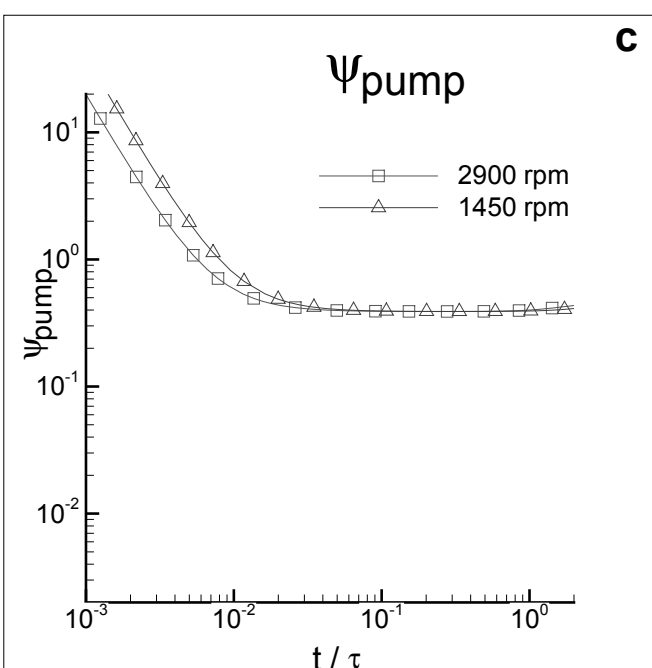 c
ψpump
2900 rpm
1450 rpm
10¹
10⁰
10⁻¹
10⁻²
ψpump
10⁻³ 10⁻² 10⁻¹ 10⁰
t / τ